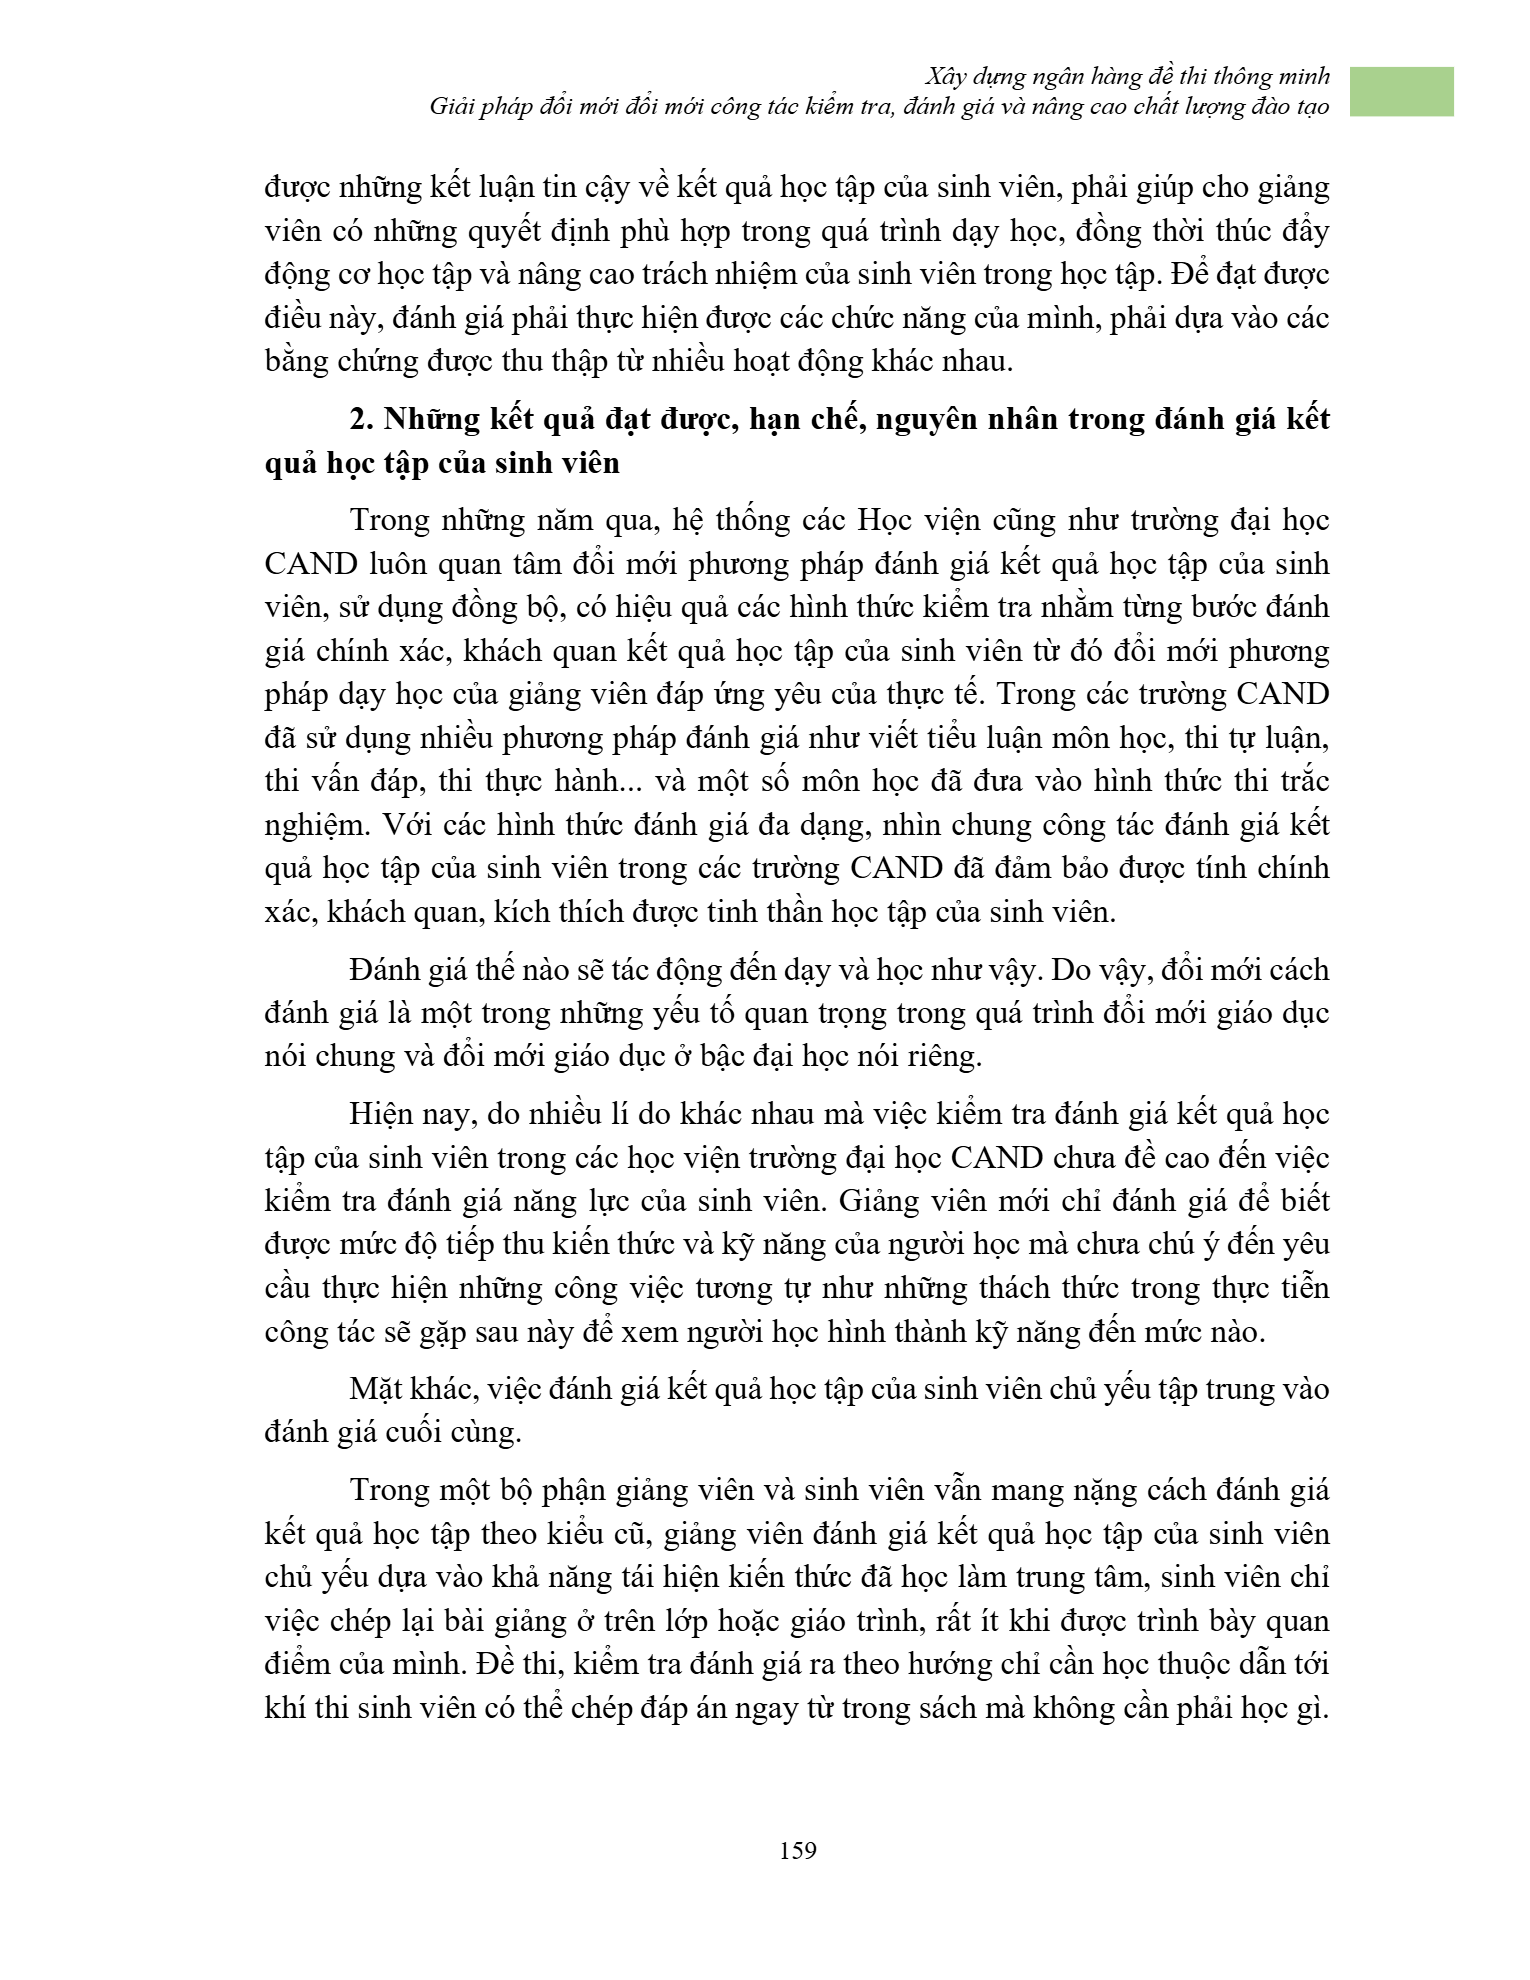 Xây dựng ngân hàng đề thi thông minh
Giải pháp đổi mới đổi mới công tác kiểm tra, đánh giá và nâng cao chất lượng đào tạo
được những kết luận tin cậy về kết quả học tập của sinh viên, phải giúp cho giảng
viên có những quyết định phù hợp trong quá trình dạy học, đồng thời thúc đẩy
động cơ học tập và nâng cao trách nhiệm của sinh viên trong học tập. Để đạt được
điều này, đánh giá phải thực hiện được các chức năng của mình, phải dựa vào các
bằng chứng được thu thập từ nhiều hoạt động khác nhau.
2. Những kết quả đạt được, hạn chế, nguyên nhân trong đánh giá kết
quả học tập của sinh viên
Trong những năm qua, hệ thống các Học viện cũng như trường đại học
CAND luôn quan tâm đổi mới phương pháp đánh giá kết quả học tập của sinh
viên, sử dụng đồng bộ, có hiệu quả các hình thức kiểm tra nhằm từng bước đánh
giá chính xác, khách quan kết quả học tập của sinh viên từ đó đổi mới phương
pháp dạy học của giảng viên đáp ứng yêu của thực tế. Trong các trường CAND
đã sử dụng nhiều phương pháp đánh giá như viết tiểu luận môn học, thi tự luận,
thi vấn đáp, thi thực hành... và một số môn học đã đưa vào hình thức thi trắc
nghiệm. Với các hình thức đánh giá đa dạng, nhìn chung công tác đánh giá kết
quả học tập của sinh viên trong các trường CAND đã đảm bảo được tính chính
xác, khách quan, kích thích được tinh thần học tập của sinh viên.
Đánh giá thế nào sẽ tác động đến dạy và học như vậy. Do vậy, đổi mới cách
đánh giá là một trong những yếu tố quan trọng trong quá trình đổi mới giáo dục
nói chung và đổi mới giáo dục ở bậc đại học nói riêng.
Hiện nay, do nhiều lí do khác nhau mà việc kiểm tra đánh giá kết quả học
tập của sinh viên trong các học viện trường đại học CAND chưa đề cao đến việc
kiểm tra đánh giá năng lực của sinh viên. Giảng viên mới chỉ đánh giá để biết
được mức độ tiếp thu kiến thức và kỹ năng của người học mà chưa chú ý đến yêu
cầu thực hiện những công việc tương tự như những thách thức trong thực tiễn
công tác sẽ gặp sau này để xem người học hình thành kỹ năng đến mức nào.
Mặt khác, việc đánh giá kết quả học tập của sinh viên chủ yếu tập trung vào
đánh giá cuối cùng.
Trong một bộ phận giảng viên và sinh viên vẫn mang nặng cách đánh giá
kết quả học tập theo kiểu cũ, giảng viên đánh giá kết quả học tập của sinh viên
chủ yếu dựa vào khả năng tái hiện kiến thức đã học làm trung tâm, sinh viên chỉ
việc chép lại bài giảng ở trên lớp hoặc giáo trình, rất ít khi được trình bày quan
điểm của mình. Đề thi, kiểm tra đánh giá ra theo hướng chỉ cần học thuộc dẫn tới
khí thi sinh viên có thể chép đáp án ngay từ trong sách mà không cần phải học gì.
159